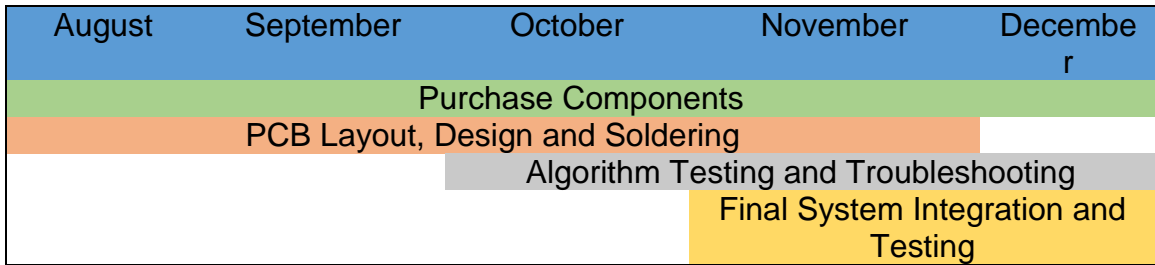 August September October November Decembe
r
Purchase Components
PCB Layout, Design and Soldering
Algorithm Testing and Troubleshooting
Final System Integration and
Testing